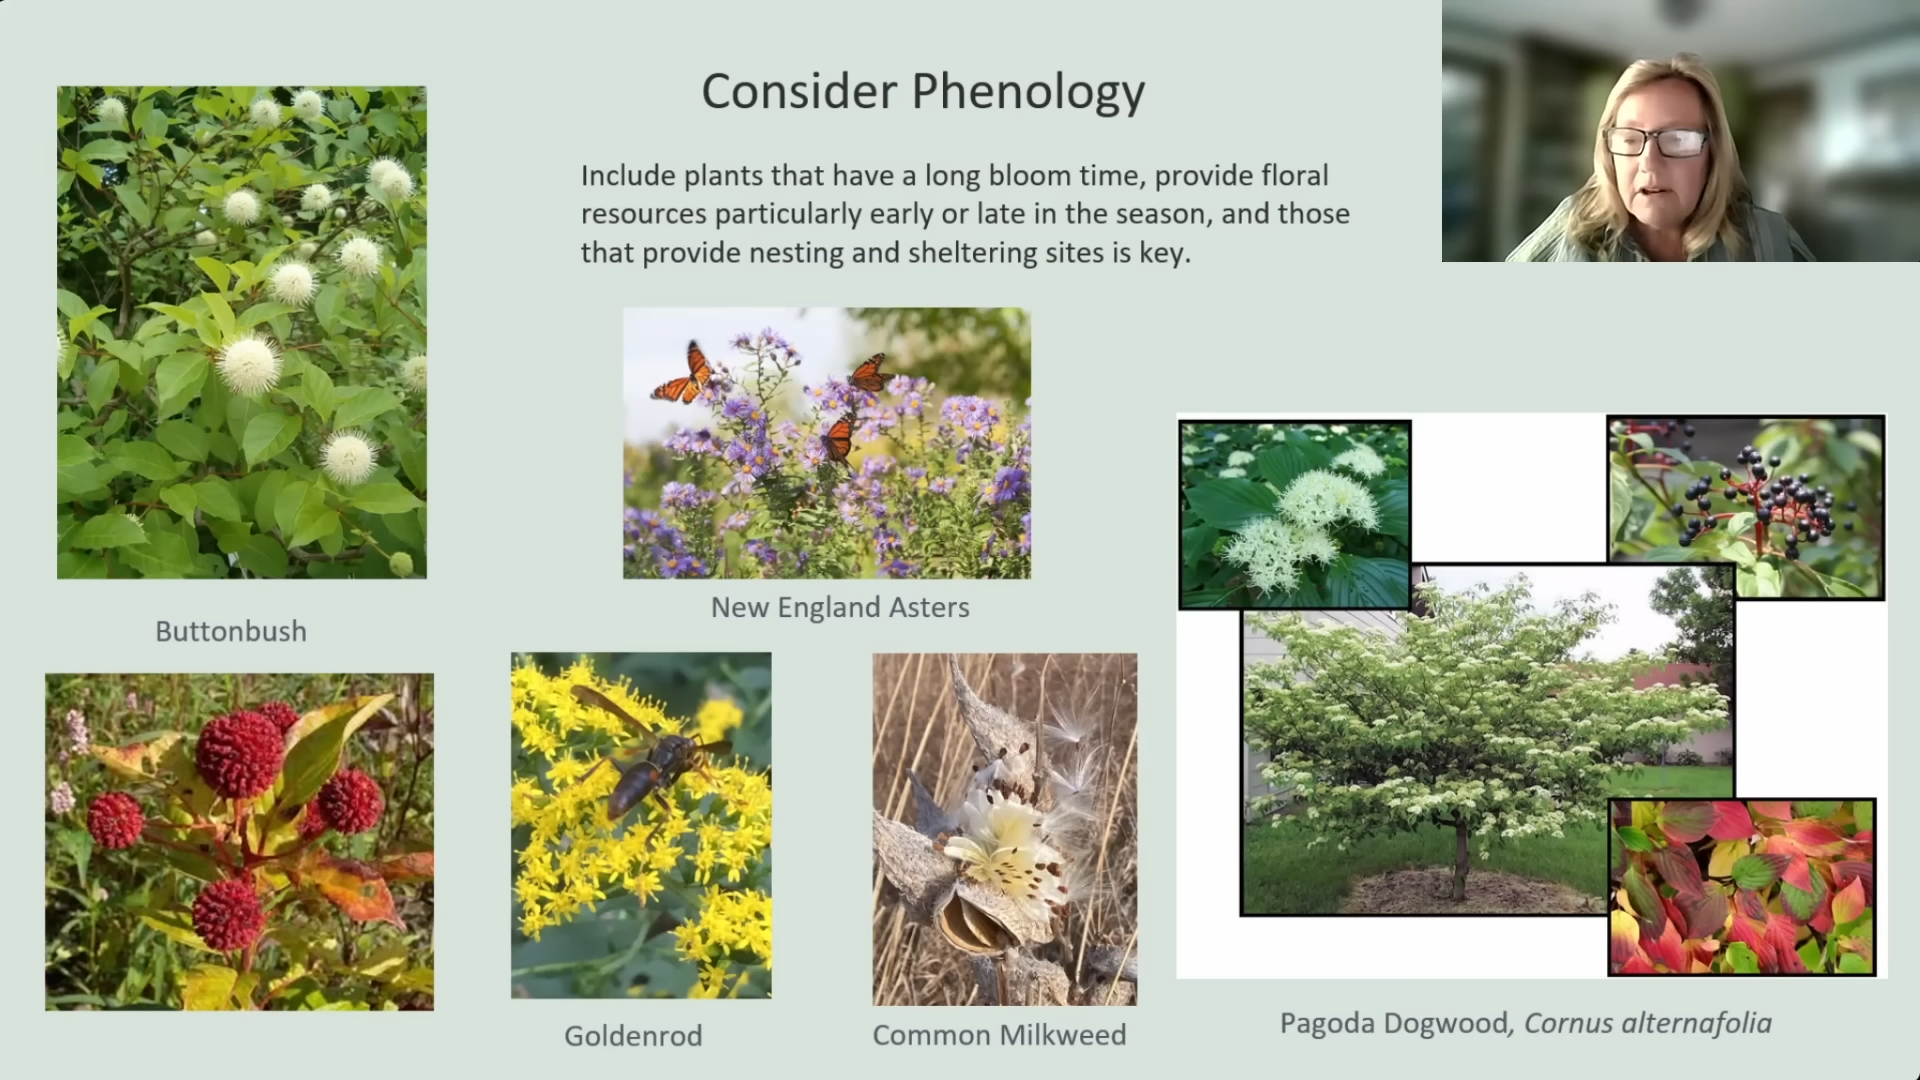 Consider Phenology
Include plants that have a long bloom time, provide floral
resources particularly early or late in the season, and those
that provide nesting and sheltering sites is key.
New England Asters
Buttonbush
Goldenrod
Common Milkweed
Pagoda Dogwood, Cornus alternafolia